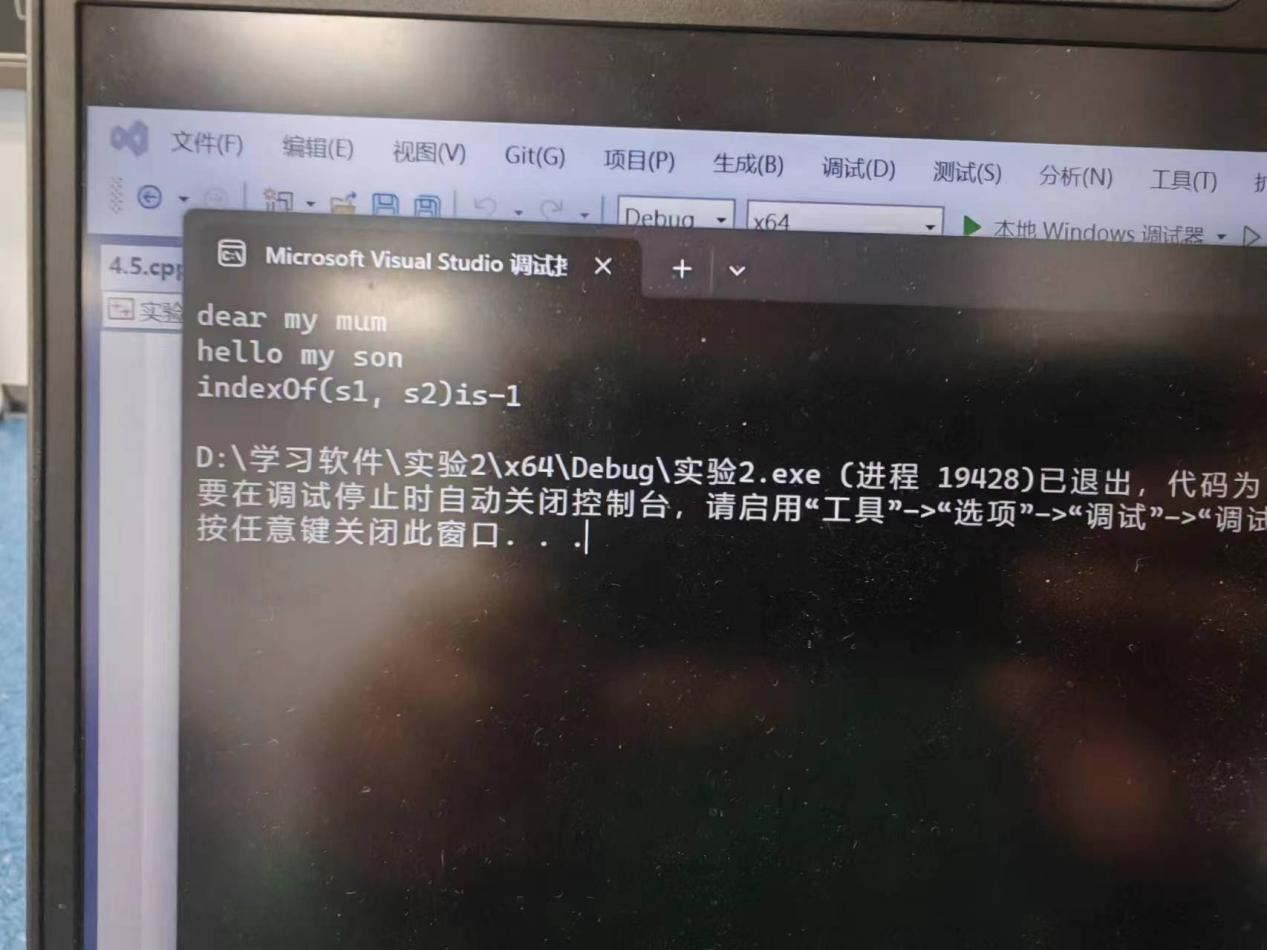 文件(F) 编辑(E) 视图(V) Git(G) 项目(P) 生成(B) 调试(D) 测试(S) 分析(N) 工具(T)
Debug x64 本地 Windows 调试器
4.5.cpp
Microsoft Visual Studio 调试
实验
dear my mum
hello my son
indexOf(s1, s2)is-1
D:\学习软件\实验2\x64\Debug\实验2.exe (进程 19428)已退出，代码为
要在调试停止时自动关闭控制台，请启用“工具”->“选项”->“调试”->“调试
按任意键关闭此窗口. . .